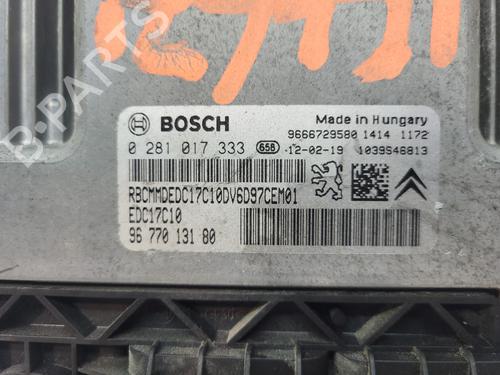 BOSCH
Made in Hungary
9666729580 1414 1172
0 281 017 333 658 12-02-19 1039S46813
RBCMMDEDC17C10DV6D97CEM01
EDC17C10
96 770 131 80
B-PARTS